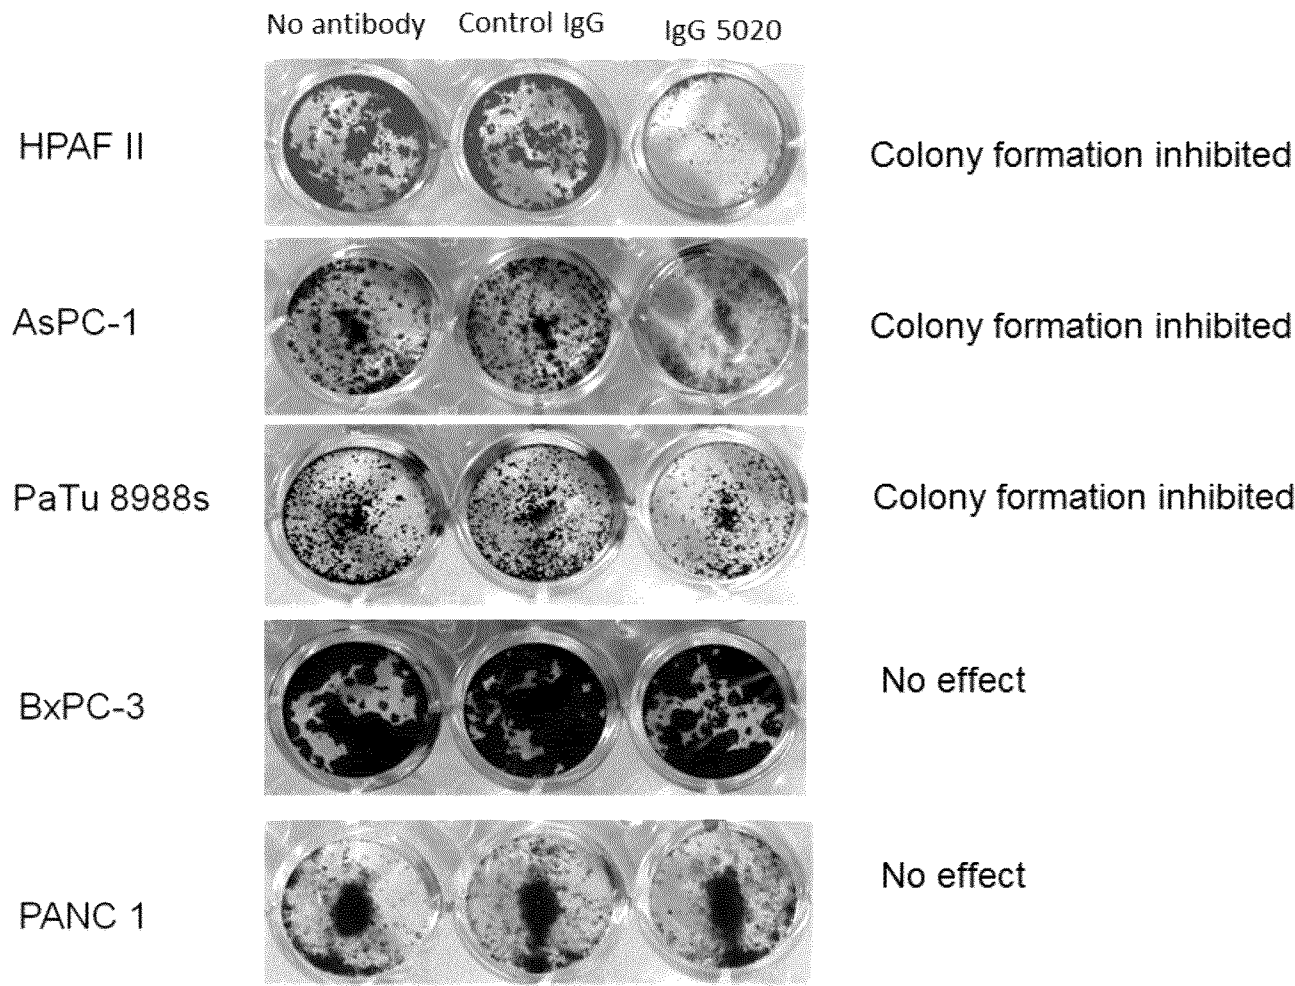 No antibody Control IgG IgG 5020
HPAF II Colony formation inhibited
AsPC-1 Colony formation inhibited
PaTu 8988s Colony formation inhibited
BxPC-3 No effect
PANC 1 No effect